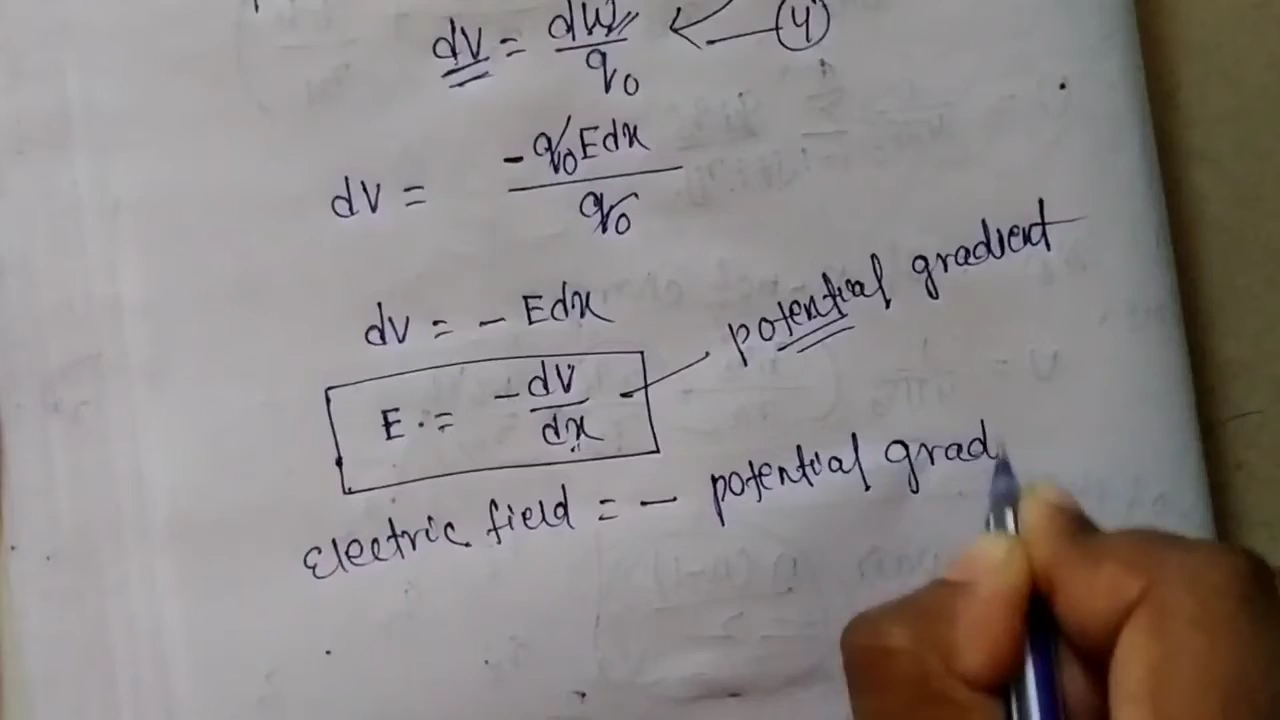 dV = dW/q₀ ← ④
dV = -q₀Edx/q₀
dV = - Edx
E = -dV/dx — potential gradient
Electric field = - potential grad